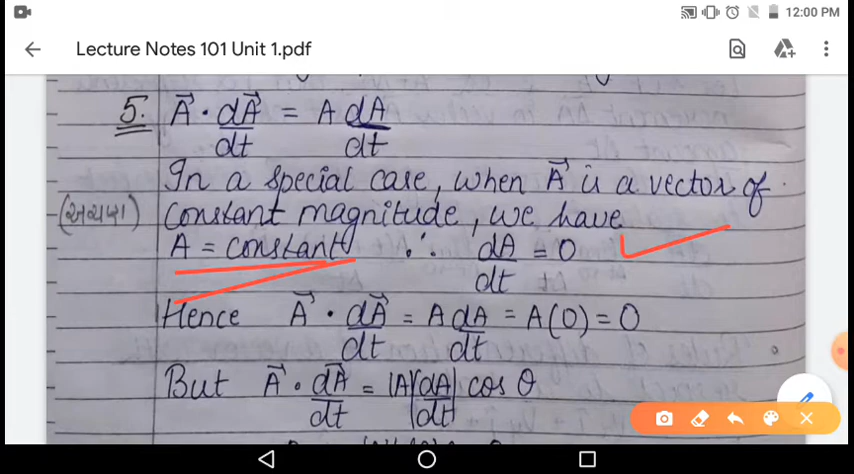 12:00 PM
Lecture Notes 101 Unit 1.pdf
5. A⃗ · dA⃗/dt = A dA/dt
In a special case, when A⃗ is a vector of
(અચળ) constant magnitude, we have
A = constant ∴ dA/dt = 0
Hence A⃗ · dA⃗/dt = A dA/dt = A(0) = 0
But A⃗ · dA⃗/dt = |A||dA/dt| cos θ